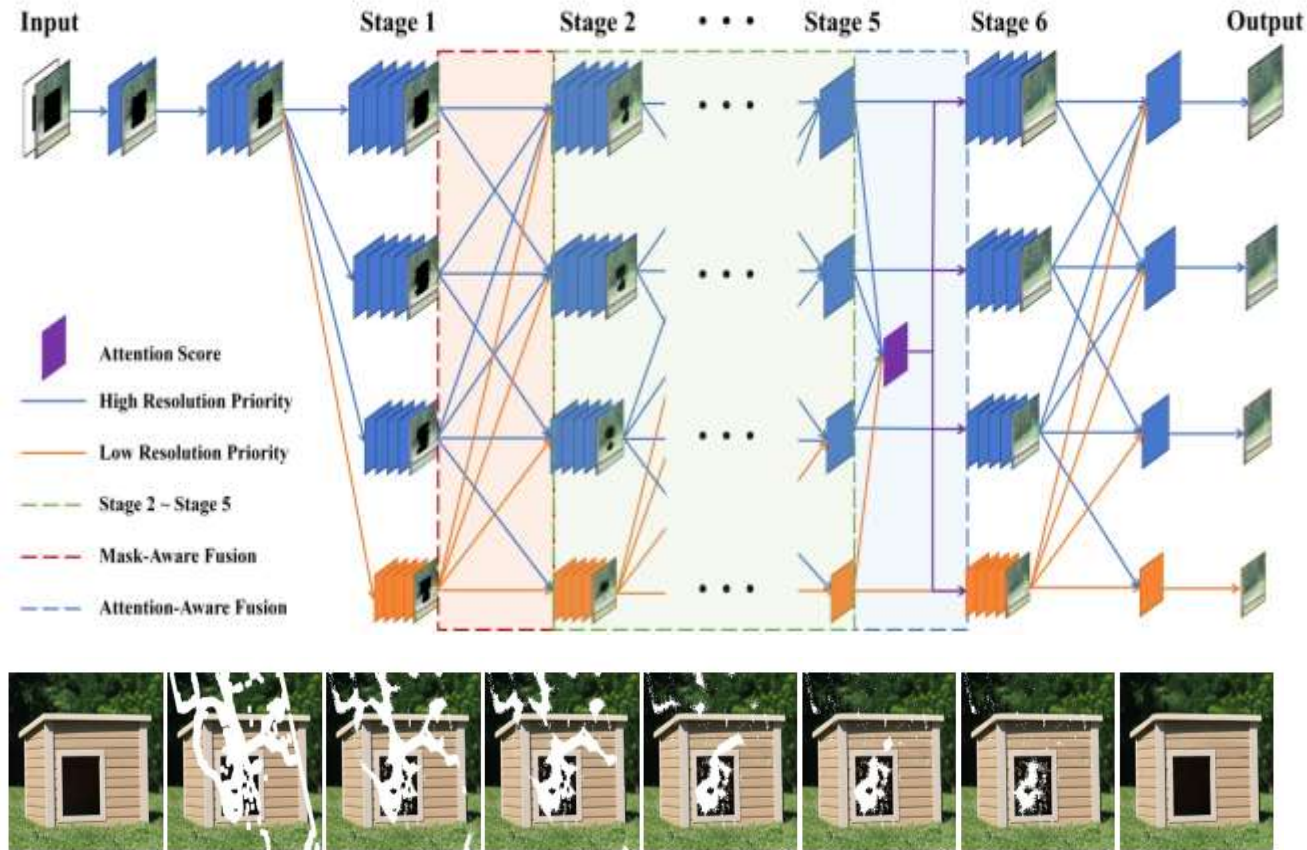 Input Stage 1 Stage 2 • • • Stage 5 Stage 6 Output
• • •
• • •
Attention Score
High Resolution Priority
• • •
Low Resolution Priority
Stage 2 ~ Stage 5
Mask-Aware Fusion
• • •
Attention-Aware Fusion